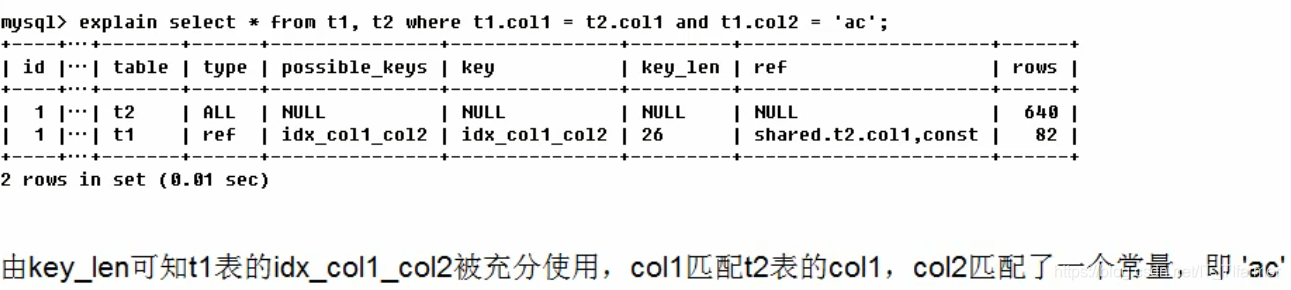 mysql> explain select * from t1, t2 where t1.col1 = t2.col1 and t1.col2 = 'ac';
+----+...+-------+------+---------------+---------------+---------+----------------------+------+
| id |...| table | type | possible_keys | key | key_len | ref | rows |
+----+...+-------+------+---------------+---------------+---------+----------------------+------+
| 1 |...| t2 | ALL | NULL | NULL | NULL | NULL | 640 |
| 1 |...| t1 | ref | idx_col1_col2 | idx_col1_col2 | 26 | shared.t2.col1,const | 82 |
+----+...+-------+------+---------------+---------------+---------+----------------------+------+
2 rows in set (0.01 sec)
由key_len可知t1表的idx_col1_col2被充分使用，col1匹配t2表的col1，col2匹配了一个常量，即 'ac'